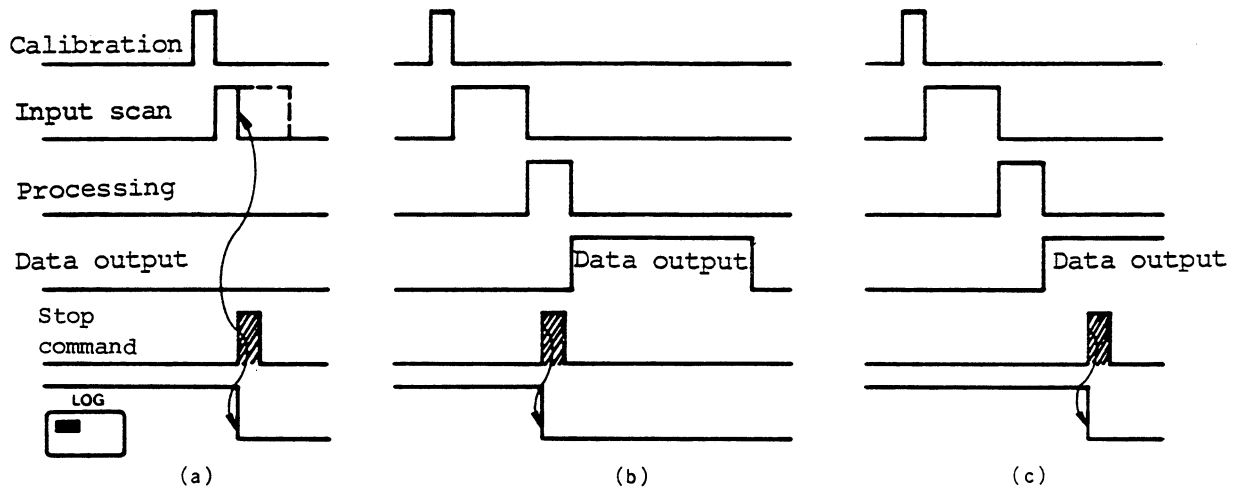 Calibration
Input scan
Processing
Data output
Data output
Data output
Stop
command
LOG
(a)
(b)
(c)